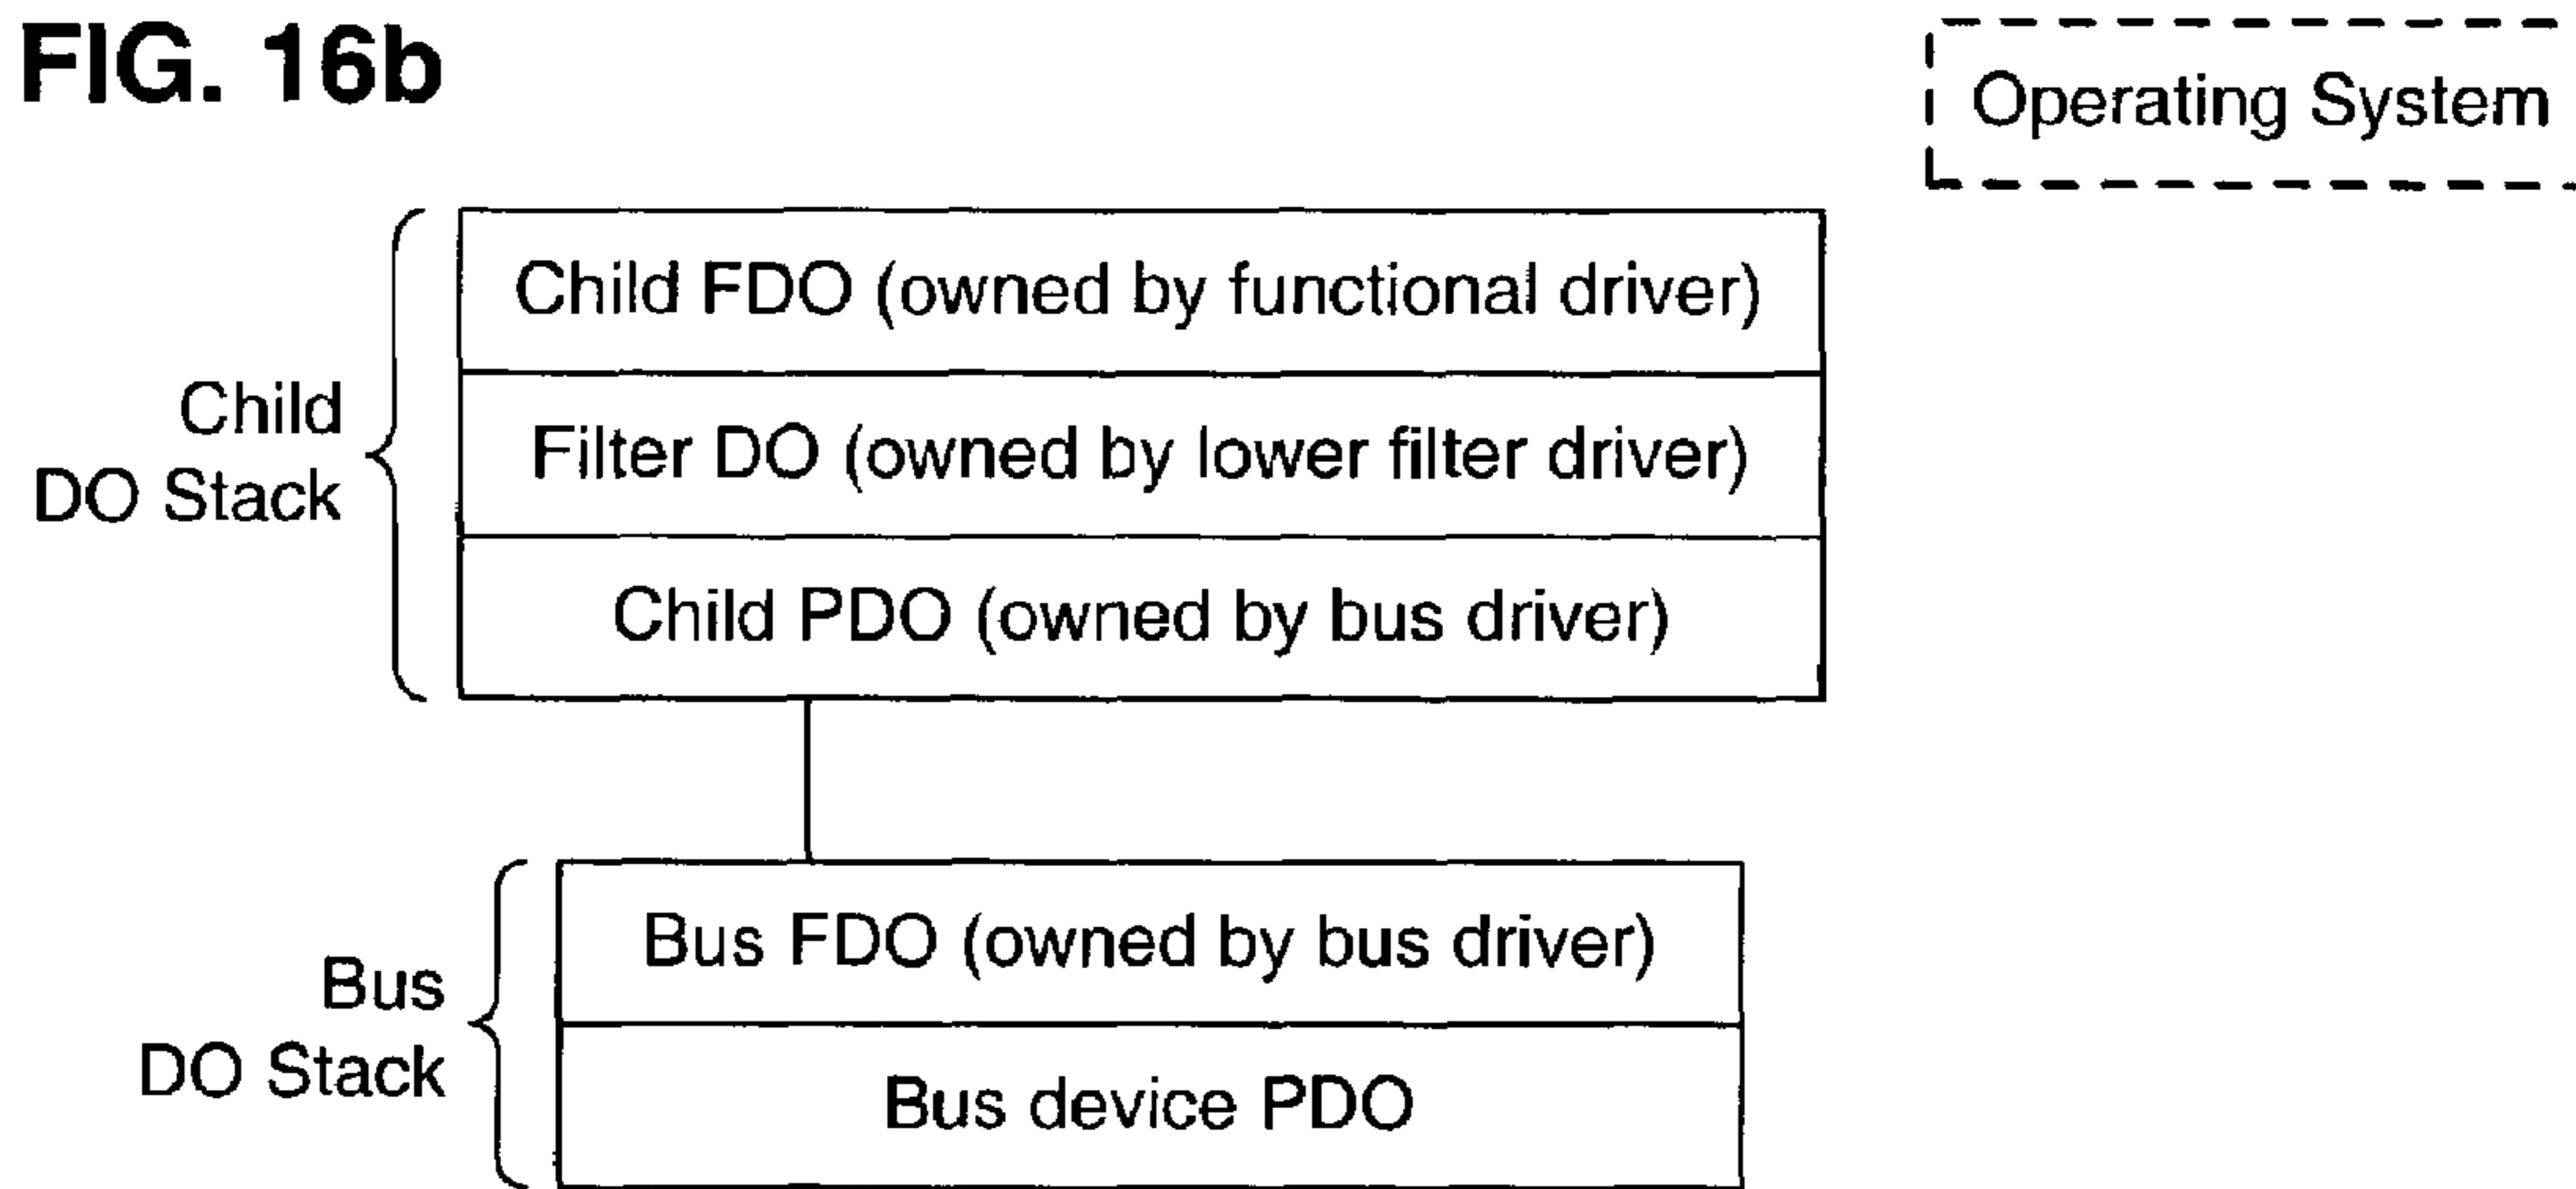 FIG. 16b
Operating System
Child FDO (owned by functional driver)
Child
DO Stack
Filter DO (owned by lower filter driver)
Child PDO (owned by bus driver)
Bus FDO (owned by bus driver)
Bus
DO Stack
Bus device PDO